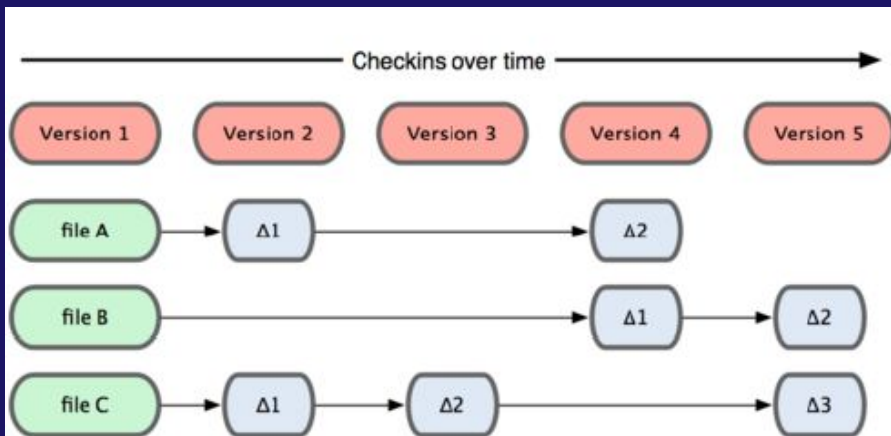 Checkins over time
Version 1 Version 2 Version 3 Version 4 Version 5
file A Δ1 Δ2
file B Δ1 Δ2
file C Δ1 Δ2 Δ3